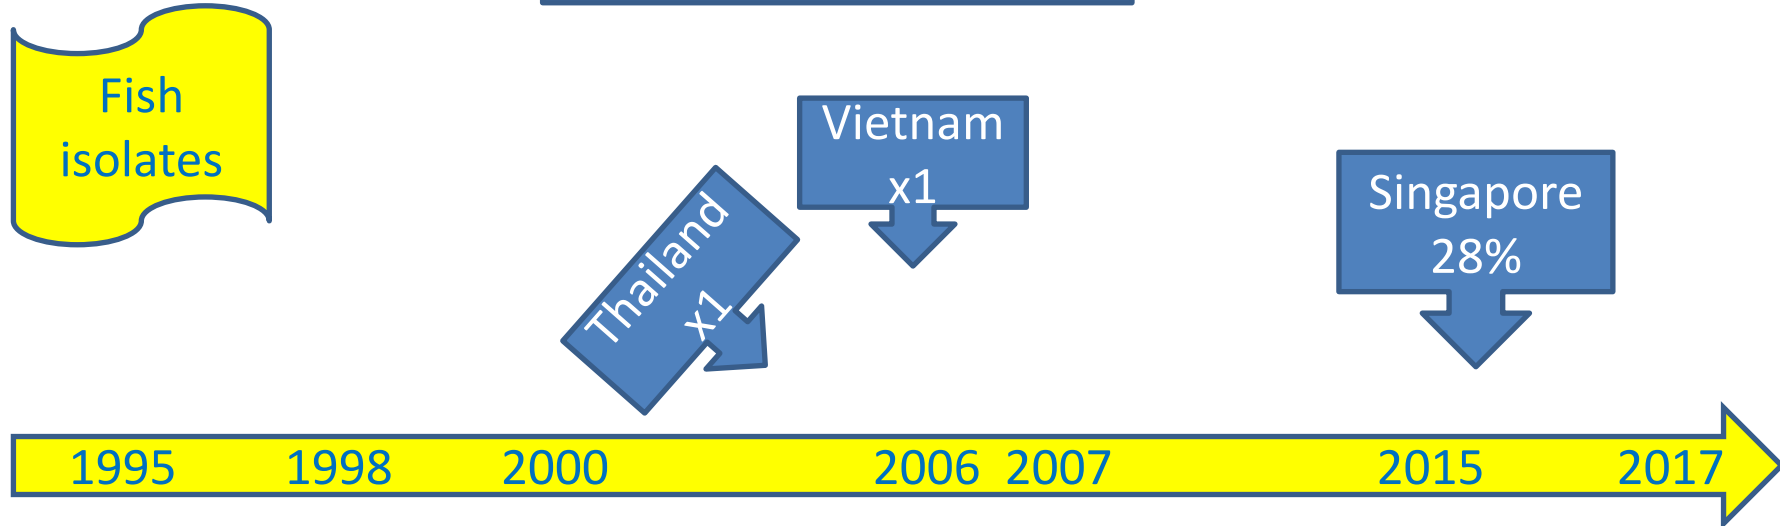 Fish
isolates
Thailand
x1
Vietnam
x1
Singapore
28%
1995 1998 2000 2006 2007 2015 2017